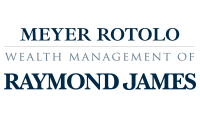 MEYER ROTOLO
WEALTH MANAGEMENT OF
RAYMOND JAMES